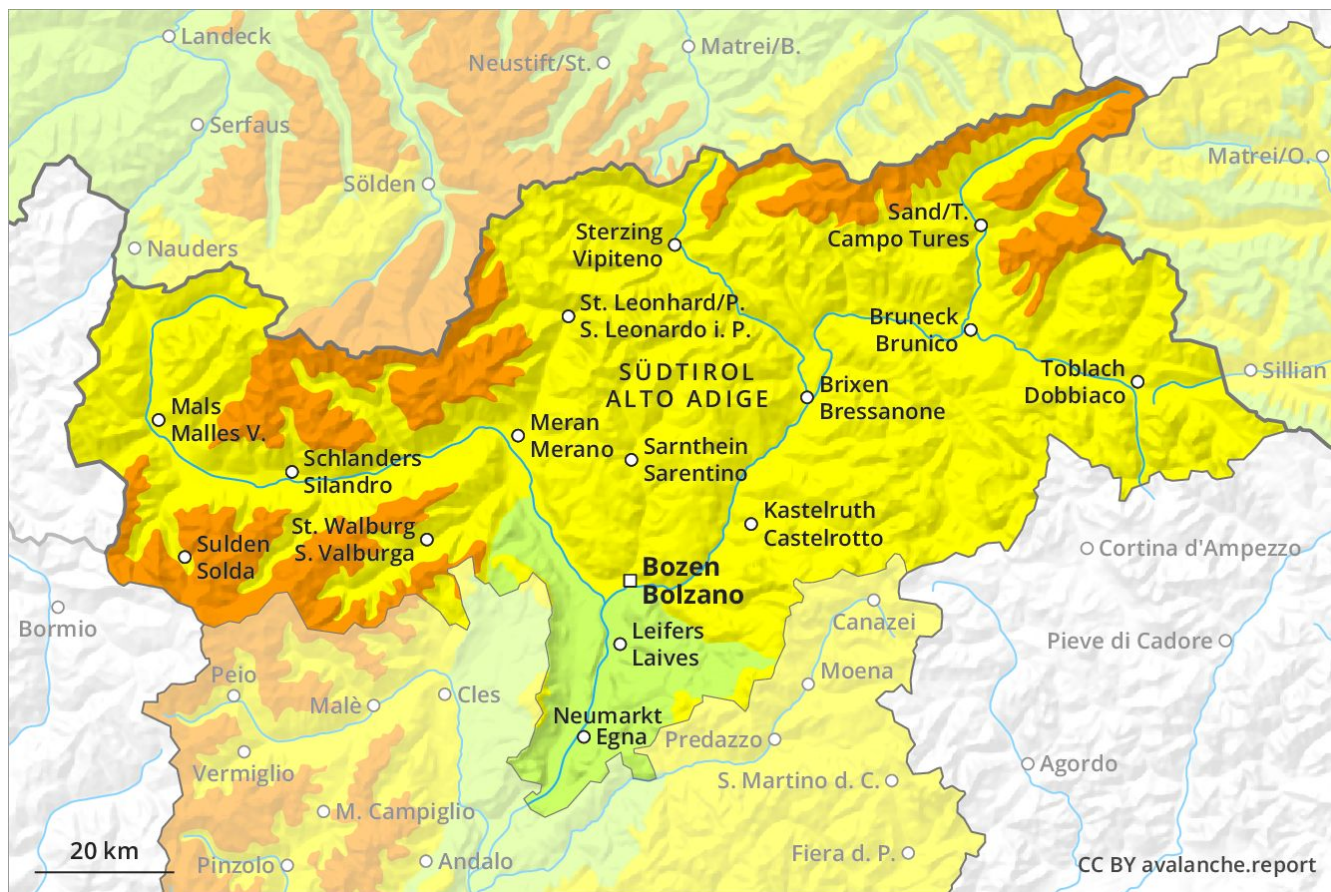 Landeck
Matrei/B.
Neustift/St.
Serfaus
Matrei/O.
Sölden
Sand/T.
Campo Tures
Sterzing
Vipiteno
Nauders
St. Leonhard/P.
S. Leonardo i. P.
Bruneck
Brunico
Toblach
Dobbiaco
Sillian
SÜDTIROL
ALTO ADIGE
Brixen
Bressanone
Mals
Malles V.
Meran
Merano
Sarnthein
Sarentino
Schlanders
Silandro
Kastelruth
Castelrotto
St. Walburg
S. Valburga
Sulden
Solda
Cortina d'Ampezzo
Bozen
Bolzano
Bormio
Canazei
Leifers
Laives
Pieve di Cadore
Peio
Moena
Malè
Cles
Neumarkt
Egna
Predazzo
Vermiglio
Agordo
S. Martino d. C.
M. Campiglio
20 km
Pinzolo
Andalo
Fiera d. P.
CC BY avalanche.report